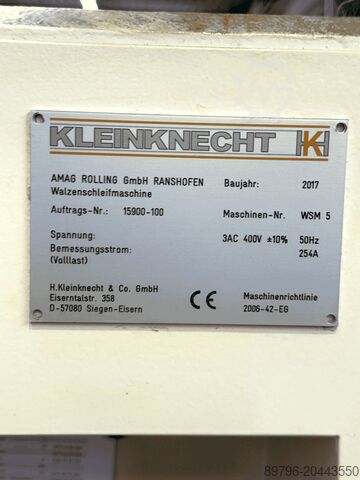 KLEINKNECHT HK
AMAG ROLLING GmbH RANSHOFEN
Walzenschleifmaschine
Baujahr: 2017
Auftrags-Nr.: 15900-100
Maschinen-Nr. WSM 5
Spannung: 3AC 400V ±10% 50Hz
Bemessungsstrom: 254A
(Volllast)
H.Kleinknecht & Co. GmbH
Eiserntalstr. 358
D-57080 Siegen-Eisern
CE
Maschinenrichtlinie
2006-42-EG
89796-20443550